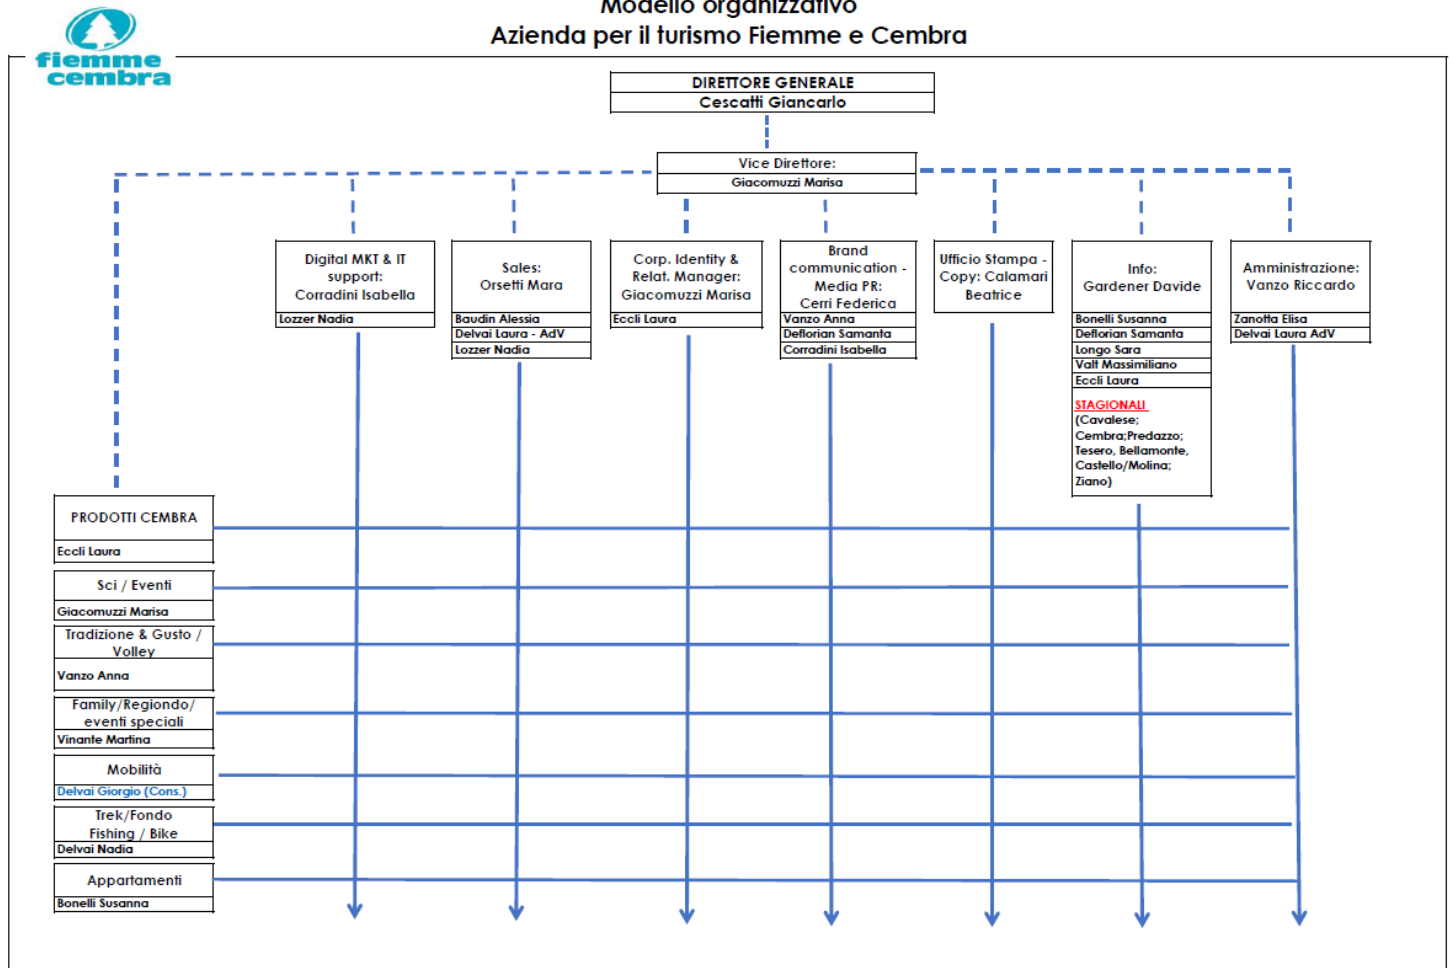 Modello organizzativo
Azienda per il turismo Fiemme e Cembra
fiemme
cembra
DIRETTORE GENERALE
Cescatti Giancarlo
Vice Direttore:
Giacomuzzi Marisa
Digital MKT & IT
support:
Corradini Isabella
Lozzer Nadia
Sales:
Orsetti Mara
Baudin Alessia
Delvai Laura - AdV
Lozzer Nadia
Corp. Identity &
Relat. Manager:
Giacomuzzi Marisa
Eccli Laura
Brand
communication -
Media PR:
Cerri Federica
Vanzo Anna
Deflorian Samanta
Corradini Isabella
Ufficio Stampa -
Copy: Calamari
Beatrice
Info:
Gardener Davide
Bonelli Susanna
Deflorian Samanta
Longo Sara
Valt Massimiliano
Eccli Laura
STAGIONALI
(Cavalese;
Cembra;Predazzo;
Tesero, Bellamonte,
Castello/Molina;
Ziano)
Amministrazione:
Vanzo Riccardo
Zanotta Elisa
Delvai Laura AdV
PRODOTTI CEMBRA
Eccli Laura
Sci / Eventi
Giacomuzzi Marisa
Tradizione & Gusto /
Volley
Vanzo Anna
Family/Regiondo/
eventi speciali
Vinante Martina
Mobilità
Delvai Giorgio (Cons.)
Trek/Fondo
Fishing / Bike
Delvai Nadia
Appartamenti
Bonelli Susanna